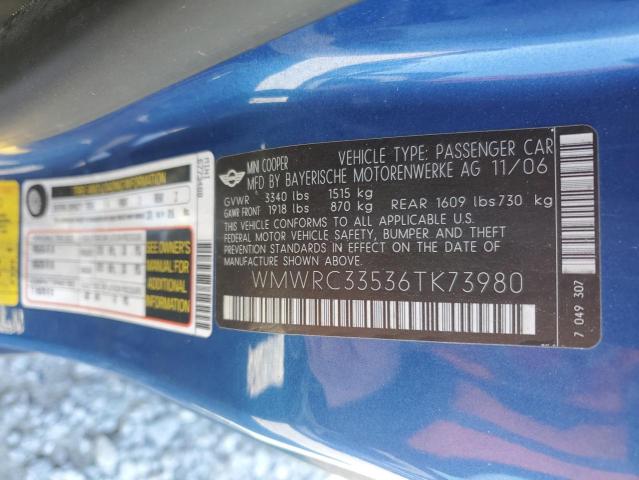 MINI COOPER VEHICLE TYPE: PASSENGER CAR
MFD BY BAYERISCHE MOTORENWERKE AG 11/06
GVWR 3340 lbs 1515 kg
GAWR FRONT 1918 lbs 870 kg REAR 1609 lbs 730 kg
THIS VEHICLE CONFORMS TO ALL APPLICABLE U.S.
FEDERAL MOTOR VEHICLE SAFETY, BUMPER AND THEFT
PREVENTION STANDARDS IN EFFECT ON THE DATE OF
MANUFACTURE SHOWN ABOVE.
WMWRC33536TK73980
7 049 307
SEE OWNER'S
MANUAL FOR
ADDITIONAL
INFORMATION
MINI